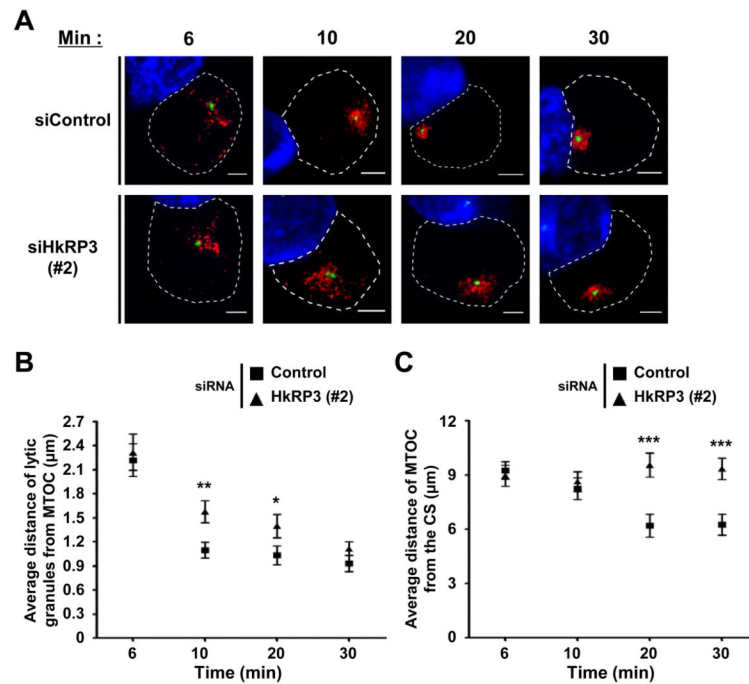 A
Min : 6 10 20 30
siControl
siHkRP3
(#2)
B
siRNA
Control
HkRP3 (#2)
Average distance of lytic
granules from MTOC (µm)
2.7
2.4
2.1
1.8
1.5
1.2
0.9
0.6
0.3
0
**
*
6 10 20 30
Time (min)
C
siRNA
Control
HkRP3 (#2)
Average distance of MTOC
from the CS (µm)
12
9
6
3
0
***
***
6 10 20 30
Time (min)